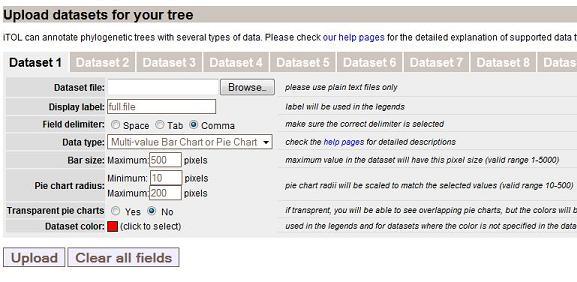 Upload datasets for your tree
iTOL can annotate phylogenetic trees with several types of data. Please check our help pages for the detailed explanation of supported data
Dataset 1 Dataset 2 Dataset 3 Dataset 4 Dataset 5 Dataset 6 Dataset 7 Dataset 8 Datas
Dataset file: Browse... please use plain text files only
Display label: full.file label will be used in the legends
Field delimiter: Space Tab Comma make sure the correct delimiter is selected
Data type: Multi-value Bar Chart or Pie Chart check the help pages for detailed descriptions
Bar size: Maximum: 500 pixels maximum value in the dataset will have this pixel size (valid range 1-5000)
Minimum: 10 pixels
Pie chart radius: pie chart radii will be scaled to match the selected values (valid range 10-500)
Maximum: 200 pixels
Transparent pie charts Yes No if transprent, you will be able to see overlapping pie charts, but the colors will b
Dataset color: (click to select) used in the legends and for datasets where the color is not specified in the data
Upload Clear all fields